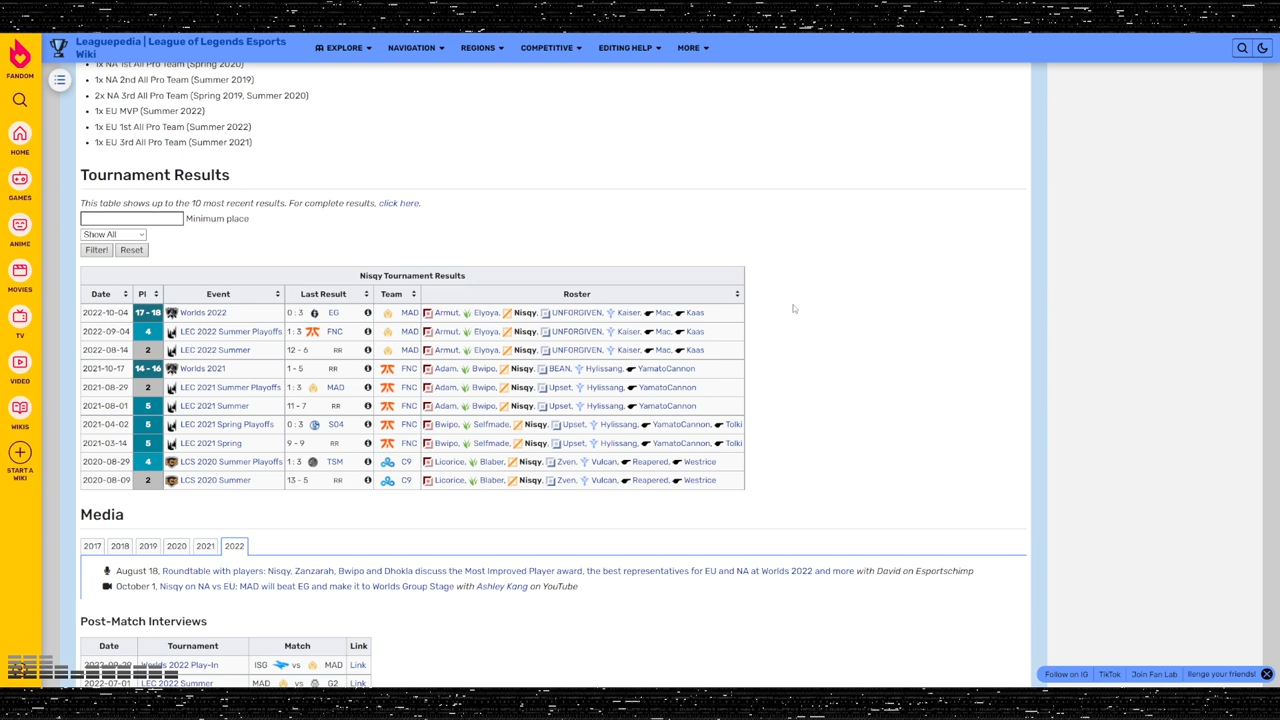 Leaguepedia | League of Legends Esports
Wiki
EXPLORE NAVIGATION REGIONS COMPETITIVE EDITING HELP MORE
FANDOM
HOME
GAMES
ANIME
MOVIES
TV
VIDEO
WIKIS
START A
WIKI
1x NA 1st All Pro Team (Spring 2020)
1x NA 2nd All Pro Team (Summer 2019)
2x NA 3rd All Pro Team (Spring 2019, Summer 2020)
1x EU MVP (Summer 2022)
1x EU 1st All Pro Team (Summer 2022)
1x EU 3rd All Pro Team (Summer 2021)
Tournament Results
This table shows up to the 10 most recent results. For complete results, click here.
Minimum place
Show All
Filter! Reset
Nisqy Tournament Results
Date Pl Event Last Result Team Roster
2022-10-04 17 - 18 Worlds 2022 0 : 3 EG MAD Armut, Elyoya, Nisqy, UNFORGIVEN, Kaiser, Mac, Kaas
2022-09-04 4 LEC 2022 Summer Playoffs 1 : 3 FNC MAD Armut, Elyoya, Nisqy, UNFORGIVEN, Kaiser, Mac, Kaas
2022-08-14 2 LEC 2022 Summer 12 - 6 RR MAD Armut, Elyoya, Nisqy, UNFORGIVEN, Kaiser, Mac, Kaas
2021-10-17 14 - 16 Worlds 2021 1 - 5 RR FNC Adam, Bwipo, Nisqy, BEAN, Hylissang, YamatoCannon
2021-08-29 2 LEC 2021 Summer Playoffs 1 : 3 MAD FNC Adam, Bwipo, Nisqy, Upset, Hylissang, YamatoCannon
2021-08-01 5 LEC 2021 Summer 11 - 7 RR FNC Adam, Bwipo, Nisqy, Upset, Hylissang, YamatoCannon
2021-04-02 5 LEC 2021 Spring Playoffs 0 : 3 S04 FNC Bwipo, Selfmade, Nisqy, Upset, Hylissang, YamatoCannon, Tolki
2021-03-14 5 LEC 2021 Spring 9 - 9 RR FNC Bwipo, Selfmade, Nisqy, Upset, Hylissang, YamatoCannon, Tolki
2020-08-29 4 LCS 2020 Summer Playoffs 1 : 3 TSM C9 Licorice, Blaber, Nisqy, Zven, Vulcan, Reapered, Westrice
2020-08-09 2 LCS 2020 Summer 13 - 5 RR C9 Licorice, Blaber, Nisqy, Zven, Vulcan, Reapered, Westrice
Media
2017 2018 2019 2020 2021 2022
August 18, Roundtable with players: Nisqy, Zanzarah, Bwipo and Dhokla discuss the Most Improved Player award, the best representatives for EU and NA at Worlds 2022 and more with David on Esportschimp
October 1, Nisqy on NA vs EU: MAD will beat EG and make it to Worlds Group Stage with Ashley Kang on YouTube
Post-Match Interviews
Date Tournament Match Link
Worlds 2022 Play-In ISG vs MAD Link
2022-07-01 LEC 2022 Summer MAD vs G2 Link
Follow on IG TikTok Join Fan Lab llenge your friends!